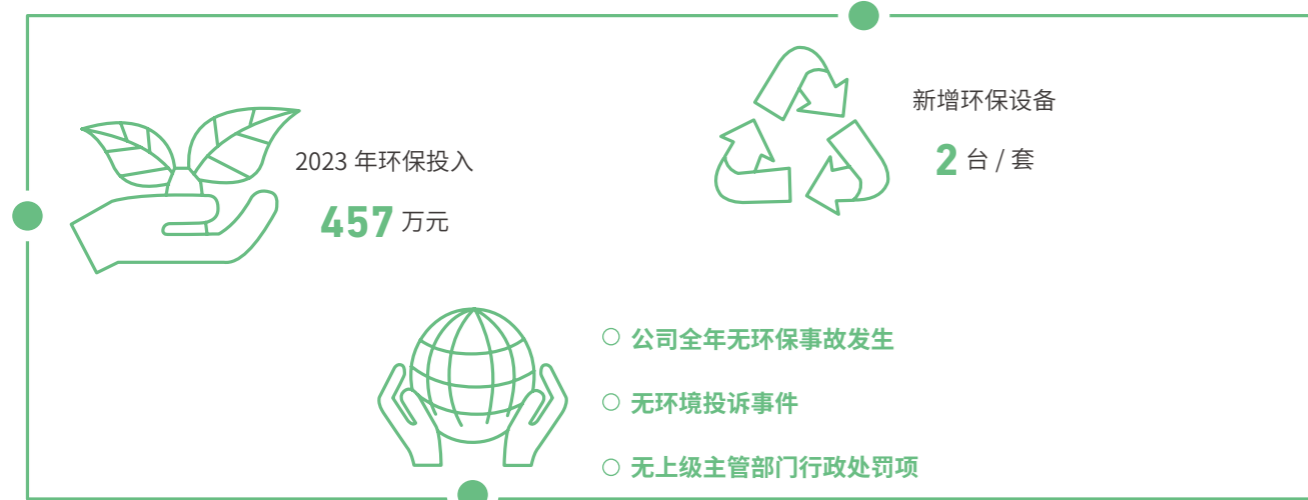 2023 年环保投入
457 万元
新增环保设备
2 台 / 套
公司全年无环保事故发生
无环境投诉事件
无上级主管部门行政处罚项